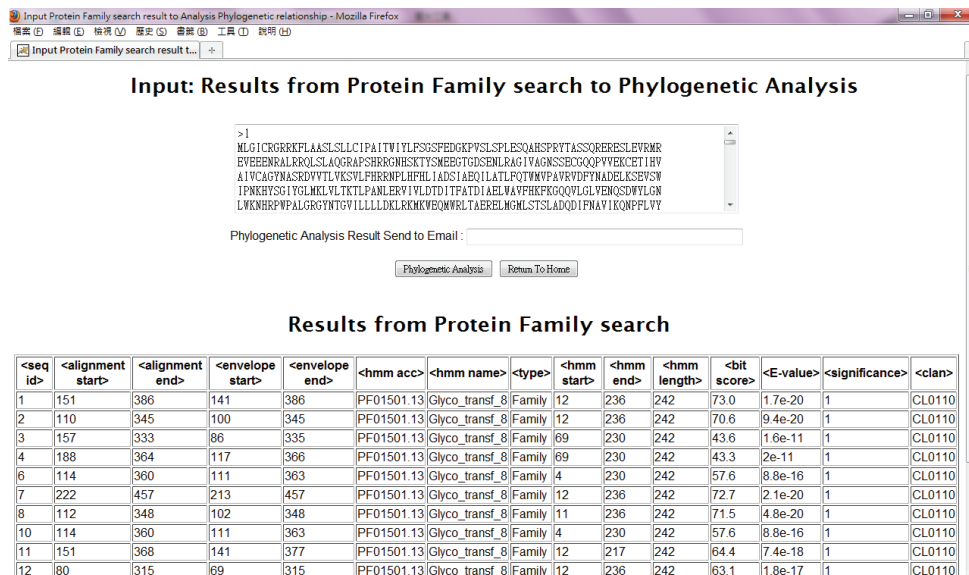 Input Protein Family search result to Analysis Phylogenetic relationship - Mozilla Firefox
檔案(F) 編輯(E) 檢視(V) 歷史(S) 書籤(B) 工具(T) 說明(H)
Input Protein Family search result t...
Input: Results from Protein Family search to Phylogenetic Analysis
>1
MLGICRGRRKFLAASLSLLCIPAITWIYLFSGSFEDGKPVSLSPLESQAHSPRYTASSQRERESLEVRMR
EVEEENRALRRQLSLAQGRAPSHRRGNHSKTYSMEEGTGDSENLRAGIVAGNSSECGQQPVVEKCETIHV
AIVCAGYNASRDVVTLVKSVLFHRRNPLHFHLIADSIAEQILATLFQTWMVPAVRVDFYNADELKSEVSW
IPNKHYSGIYGLMKLVLTKTLPANLERVIVLDTDITFATDIAELWAVFHKFKGQQVLGLVENQSDWYLGN
LWKNHRPWPALGRGYNTGVILLLLDKLRKMKWEQMWRLTAERELMGMLSTSLADQDIFNAVIKQNPFLVY
Phylogenetic Analysis Result Send to Email :
Phylogenetic Analysis Return To Home
Results from Protein Family search
<seq id> <alignment start> <alignment end> <envelope start> <envelope end> <hmm acc> <hmm name> <type> <hmm start> <hmm end> <hmm length> <bit score> <E-value> <significance> <clan>
1 151 386 141 386 PF01501.13 Glyco_transf_8 Family 12 236 242 73.0 1.7e-20 1 CL0110
2 110 345 100 345 PF01501.13 Glyco_transf_8 Family 12 236 242 70.6 9.4e-20 1 CL0110
3 157 333 86 335 PF01501.13 Glyco_transf_8 Family 69 230 242 43.6 1.6e-11 1 CL0110
4 188 364 117 366 PF01501.13 Glyco_transf_8 Family 69 230 242 43.3 2e-11 1 CL0110
6 114 360 111 363 PF01501.13 Glyco_transf_8 Family 4 230 242 57.6 8.8e-16 1 CL0110
7 222 457 213 457 PF01501.13 Glyco_transf_8 Family 12 236 242 72.7 2.1e-20 1 CL0110
8 112 348 102 348 PF01501.13 Glyco_transf_8 Family 11 236 242 71.5 4.8e-20 1 CL0110
10 114 360 111 363 PF01501.13 Glyco_transf_8 Family 4 230 242 57.6 8.8e-16 1 CL0110
11 151 368 141 377 PF01501.13 Glyco_transf_8 Family 12 217 242 64.4 7.4e-18 1 CL0110
12 80 315 69 315 PF01501.13 Glyco_transf_8 Family 12 236 242 63.1 1.8e-17 1 CL0110